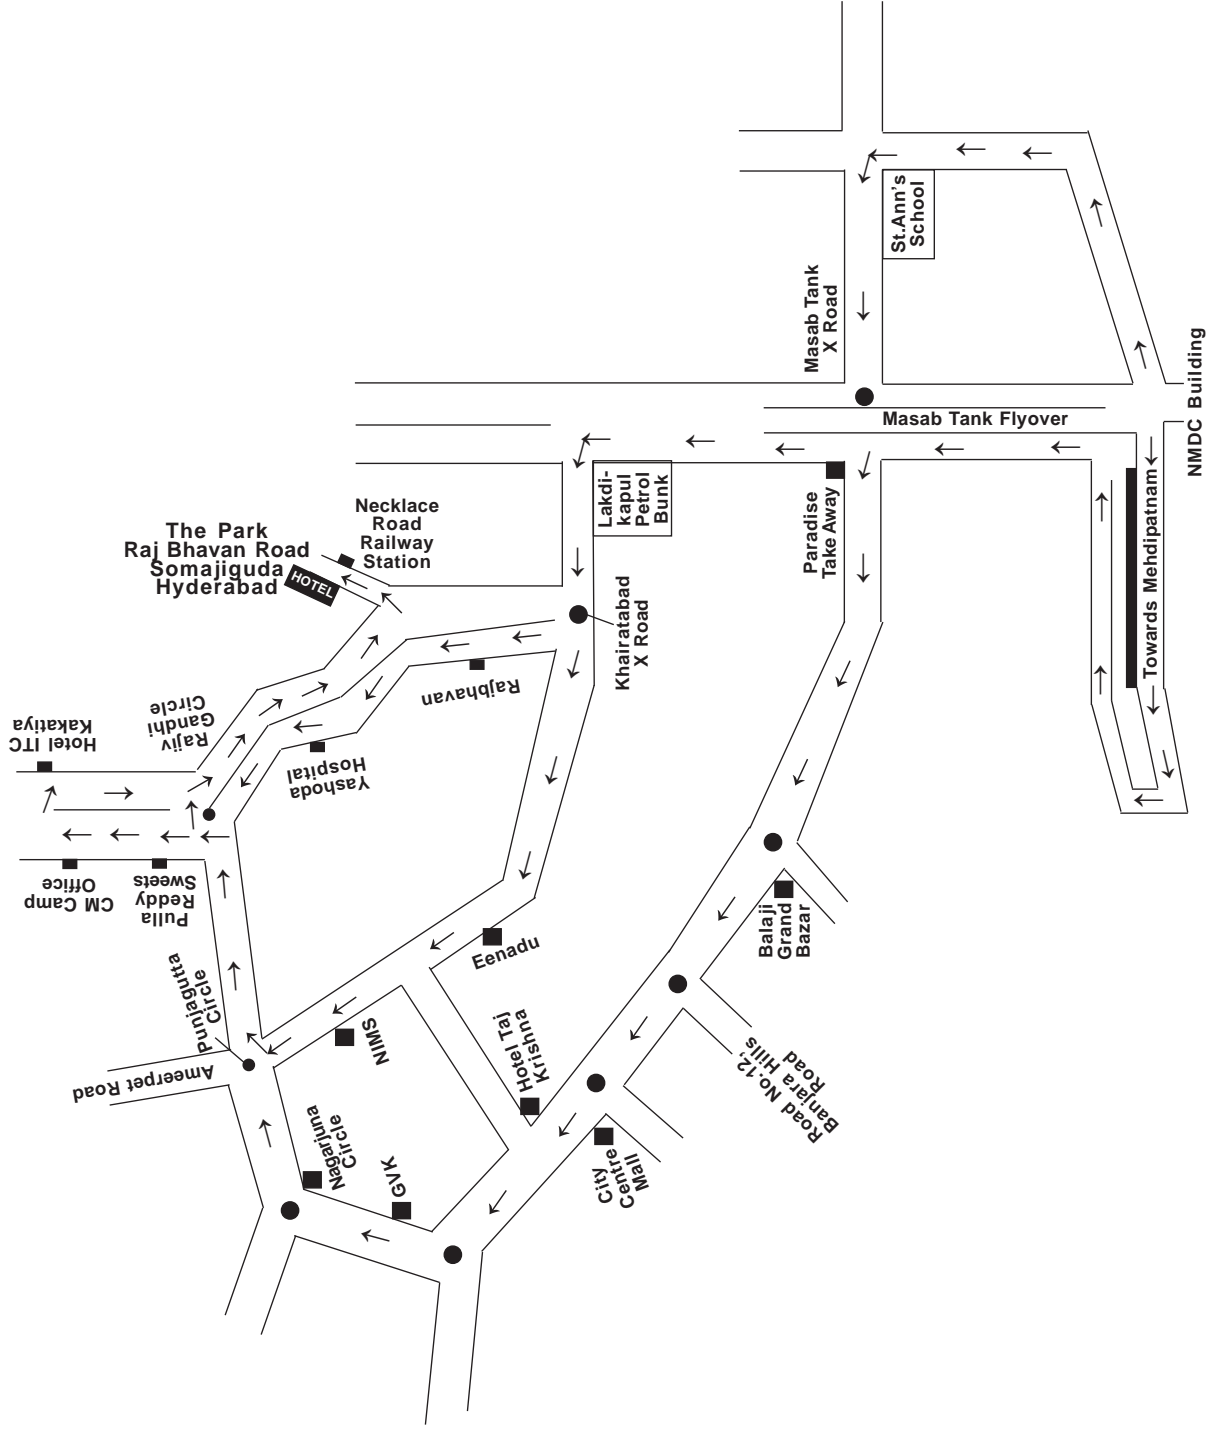 St.Ann's
School
Masab Tank
X Road
NMDC Building
Masab Tank Flyover
Lakdi-
kapul
Petrol
Bunk
Paradise
Take Away
Towards Mehdipatnam
Necklace
Road
Railway
Station
The Park
Raj Bhavan Road
Somajiguda
Hyderabad
HOTEL
Khairatabad
X Road
Rajbhavan
Rajiv
Gandhi
Circle
Hotel ITC
Kakatiya
Yashoda
Hospital
CM Camp
Office
Pulla
Reddy
Sweets
Balaji
Grand
Bazar
Eenadu
Punjagutta
Circle
NIMS
Hotel Taj
Krishna
Road No.12,
Banjara Hills
Road
Ameerpet Road
Nagarjuna
Circle
GVK
City
Centre
Mall